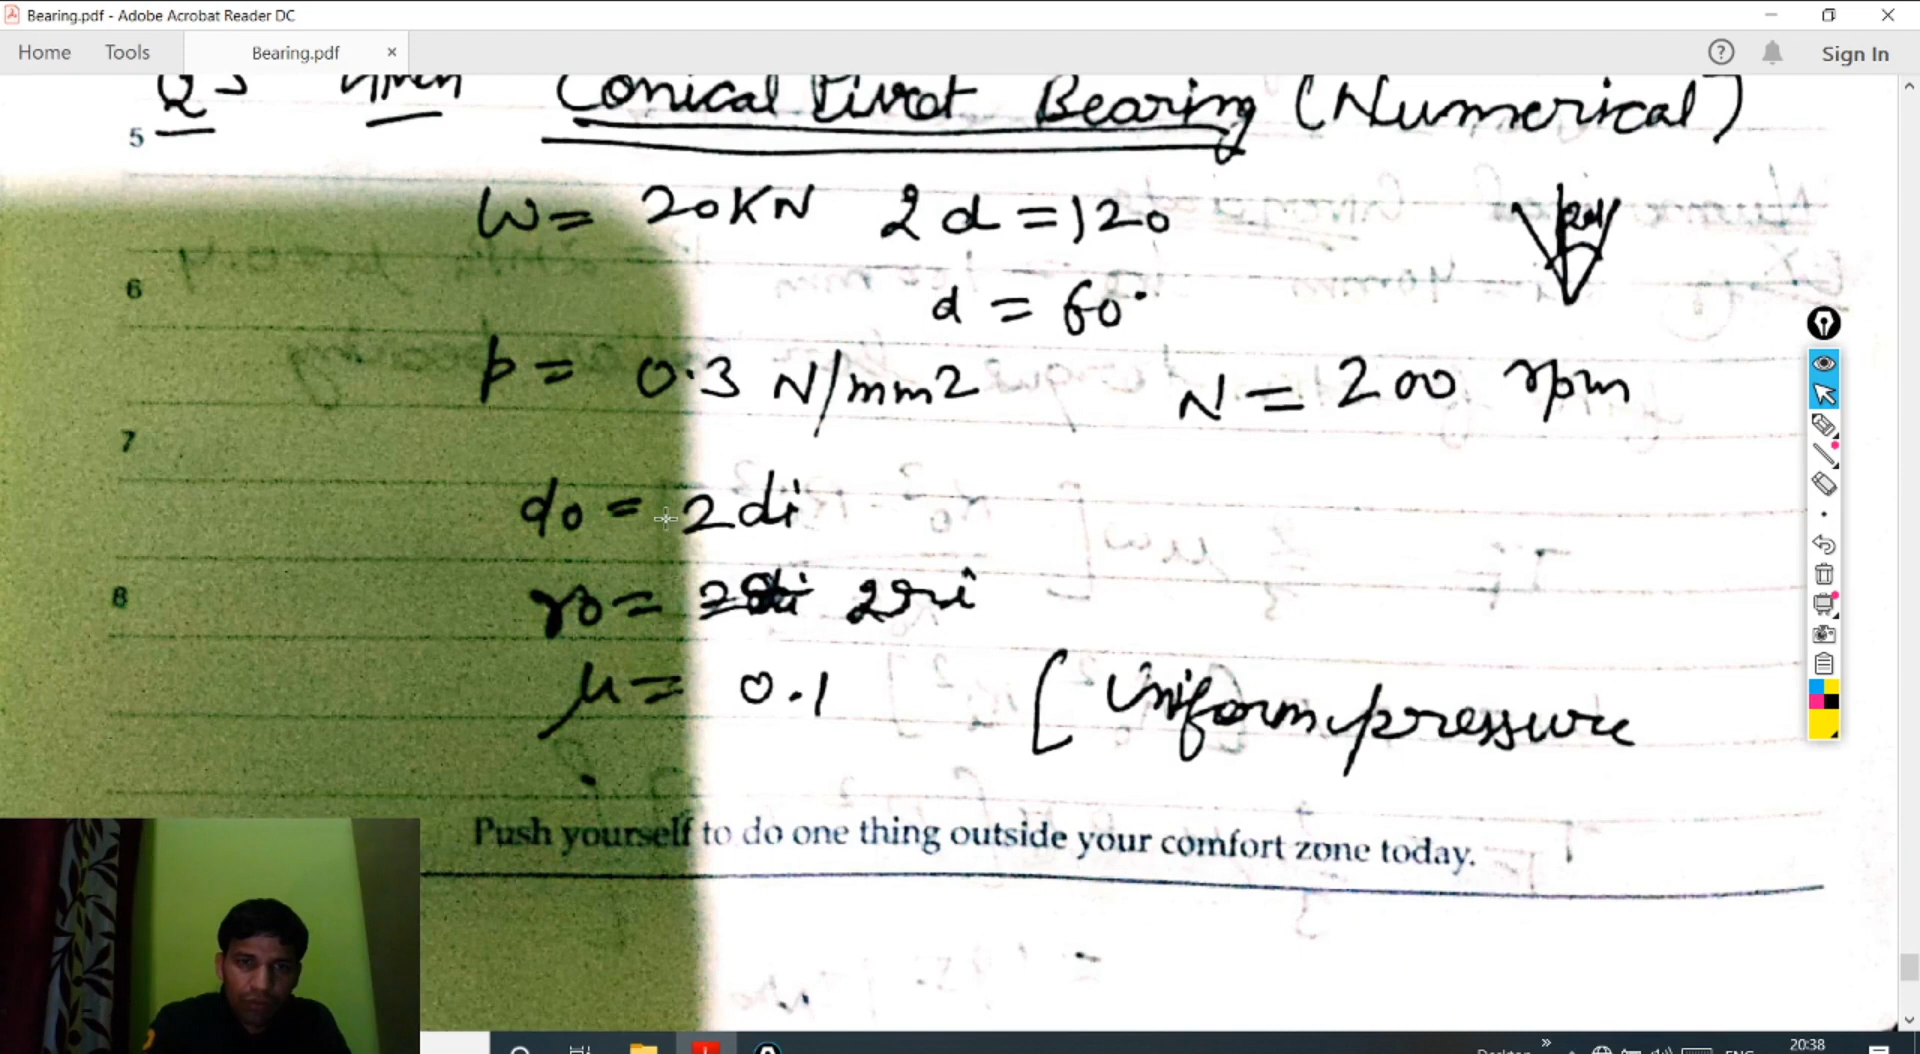 Bearing.pdf - Adobe Acrobat Reader DC
Home Tools Bearing.pdf × Sign In
Conical Pivot Bearing (Numerical)
5
W = 20KN 2α = 120
6
α = 60°
p = 0.3 N/mm2 N = 200 rpm
7
do = 2di
8
ro = 2ri
μ = 0.1 [ Uniform pressure
Push yourself to do one thing outside your comfort zone today.
20:38